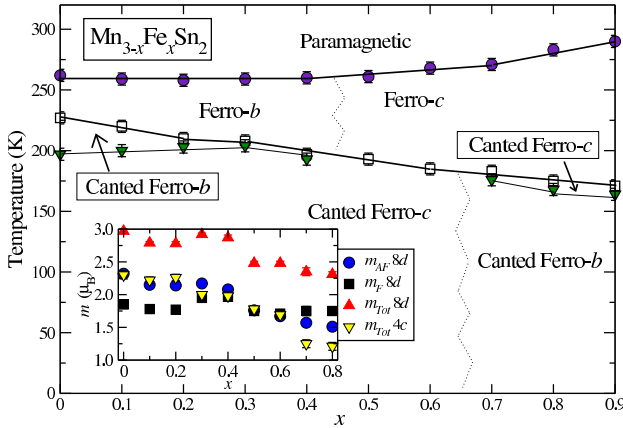 300
Mn3-xFexSn2
Paramagnetic
250
Ferro-b
Ferro-c
200
Canted Ferro-b
Canted Ferro-c
150
Canted Ferro-c
Canted Ferro-b
100
50
0
Temperature (K)
3.0
2.5
2.0
1.5
1.0
m (μB)
0 0.2 0.4 0.6 0.8
x
mAF 8d
mF 8d
mTot 8d
mTot 4c
0 0.1 0.2 0.3 0.4 0.5 0.6 0.7 0.8 0.9
x